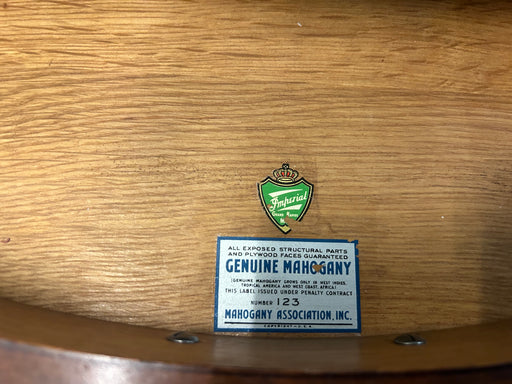 Imperial
GRAND RAPIDS
ALL EXPOSED STRUCTURAL PARTS
AND PLYWOOD FACES GUARANTEED
GENUINE MAHOGANY
(GENUINE MAHOGANY GROWS ONLY IN WEST INDIES,
TROPICAL AMERICA AND WEST COAST, AFRICA)
THIS LABEL ISSUED UNDER PENALTY CONTRACT
NUMBER 123
MAHOGANY ASSOCIATION, INC.
COPYRIGHT-U.S.A.